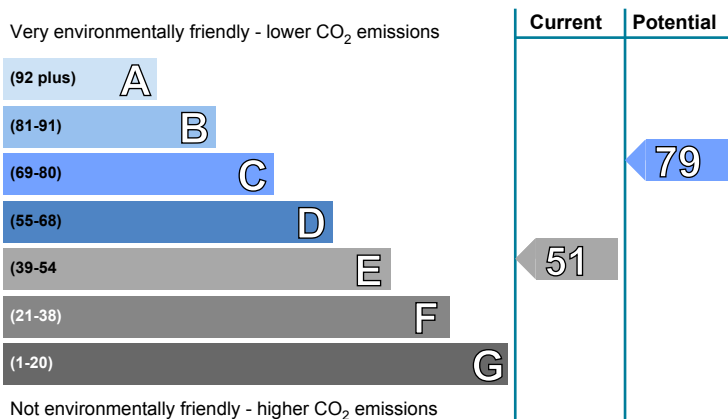 Current Potential
Very environmentally friendly - lower CO2 emissions
(92 plus) A
(81-91) B
(69-80) C
79
(55-68) D
(39-54 E
51
(21-38) F
(1-20) G
Not environmentally friendly - higher CO2 emissions